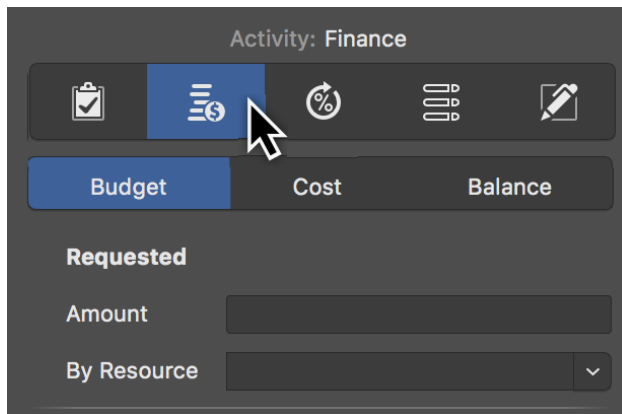 Activity: Finance
Budget Cost Balance
Requested
Amount
By Resource